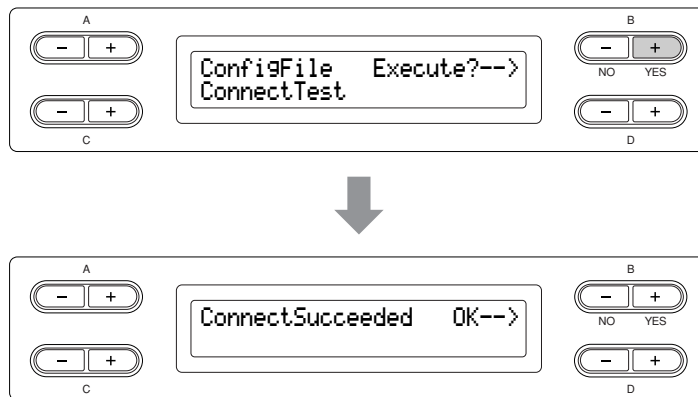 A
B
− +
ConfigFile Execute?-->
− +
NO YES
ConnectTest
− +
− +
C
D
A
B
− +
ConnectSucceeded OK-->
− +
NO YES
− +
− +
C
D